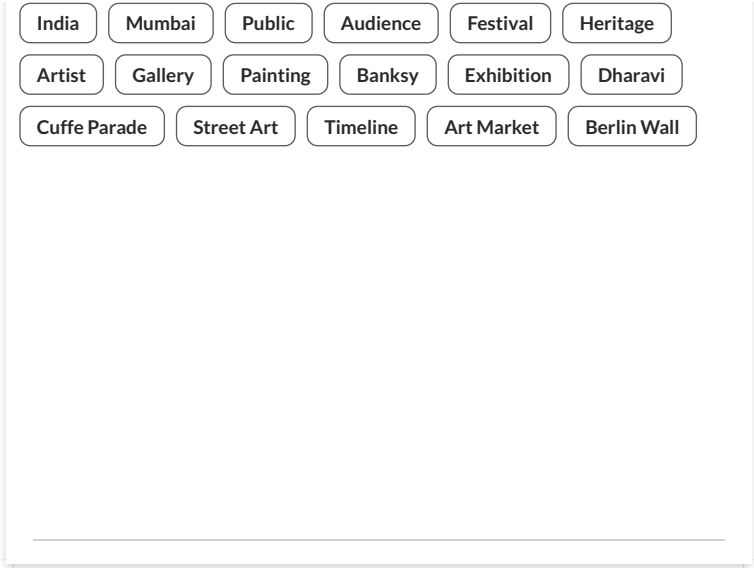 India Mumbai Public Audience Festival Heritage
Artist Gallery Painting Banksy Exhibition Dharavi
Cuffe Parade Street Art Timeline Art Market Berlin Wall